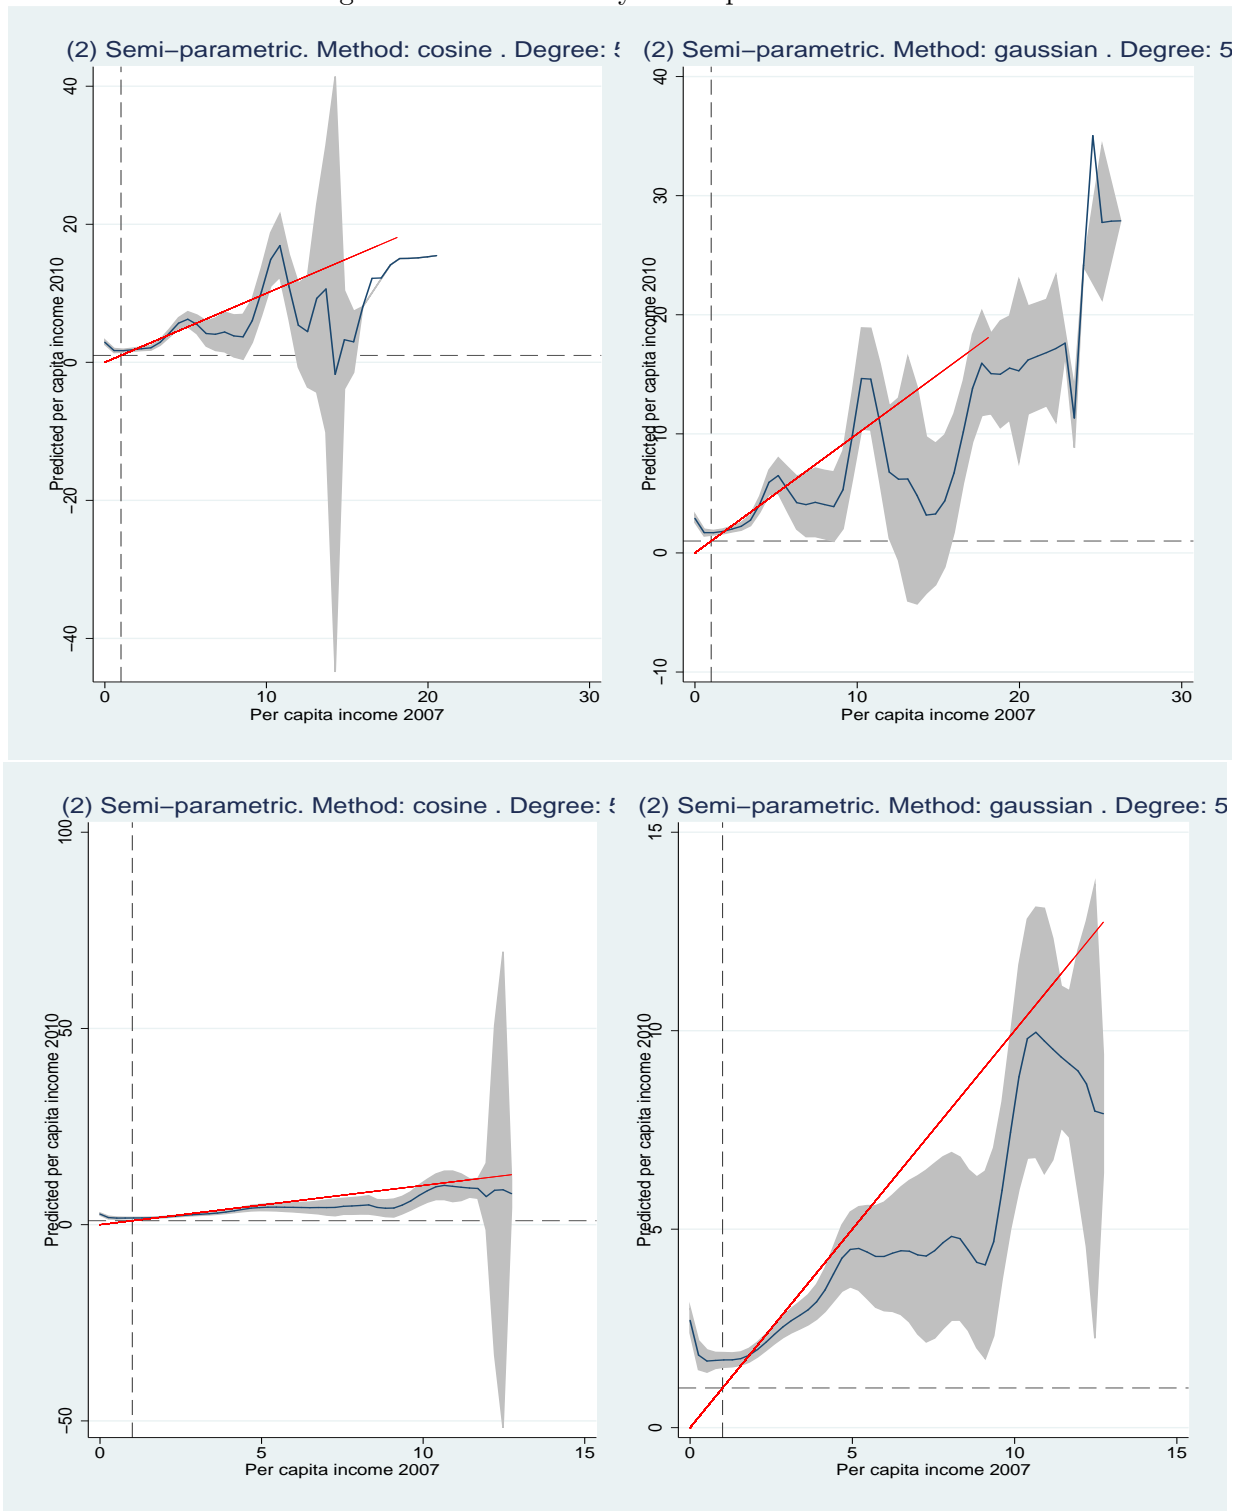 (2) Semi-parametric. Method: cosine . Degree: 5
(2) Semi-parametric. Method: gaussian . Degree: 5
Predicted per capita income 2010
40
20
0
-20
-40
0
10
20
30
Per capita income 2007
Predicted per capita income 2010
40
30
20
10
0
-10
0
10
20
30
Per capita income 2007
(2) Semi-parametric. Method: cosine . Degree: 5
(2) Semi-parametric. Method: gaussian . Degree: 5
Predicted per capita income 2010
100
50
0
-50
0
5
10
15
Per capita income 2007
Predicted per capita income 2010
15
10
5
0
0
5
10
15
Per capita income 2007